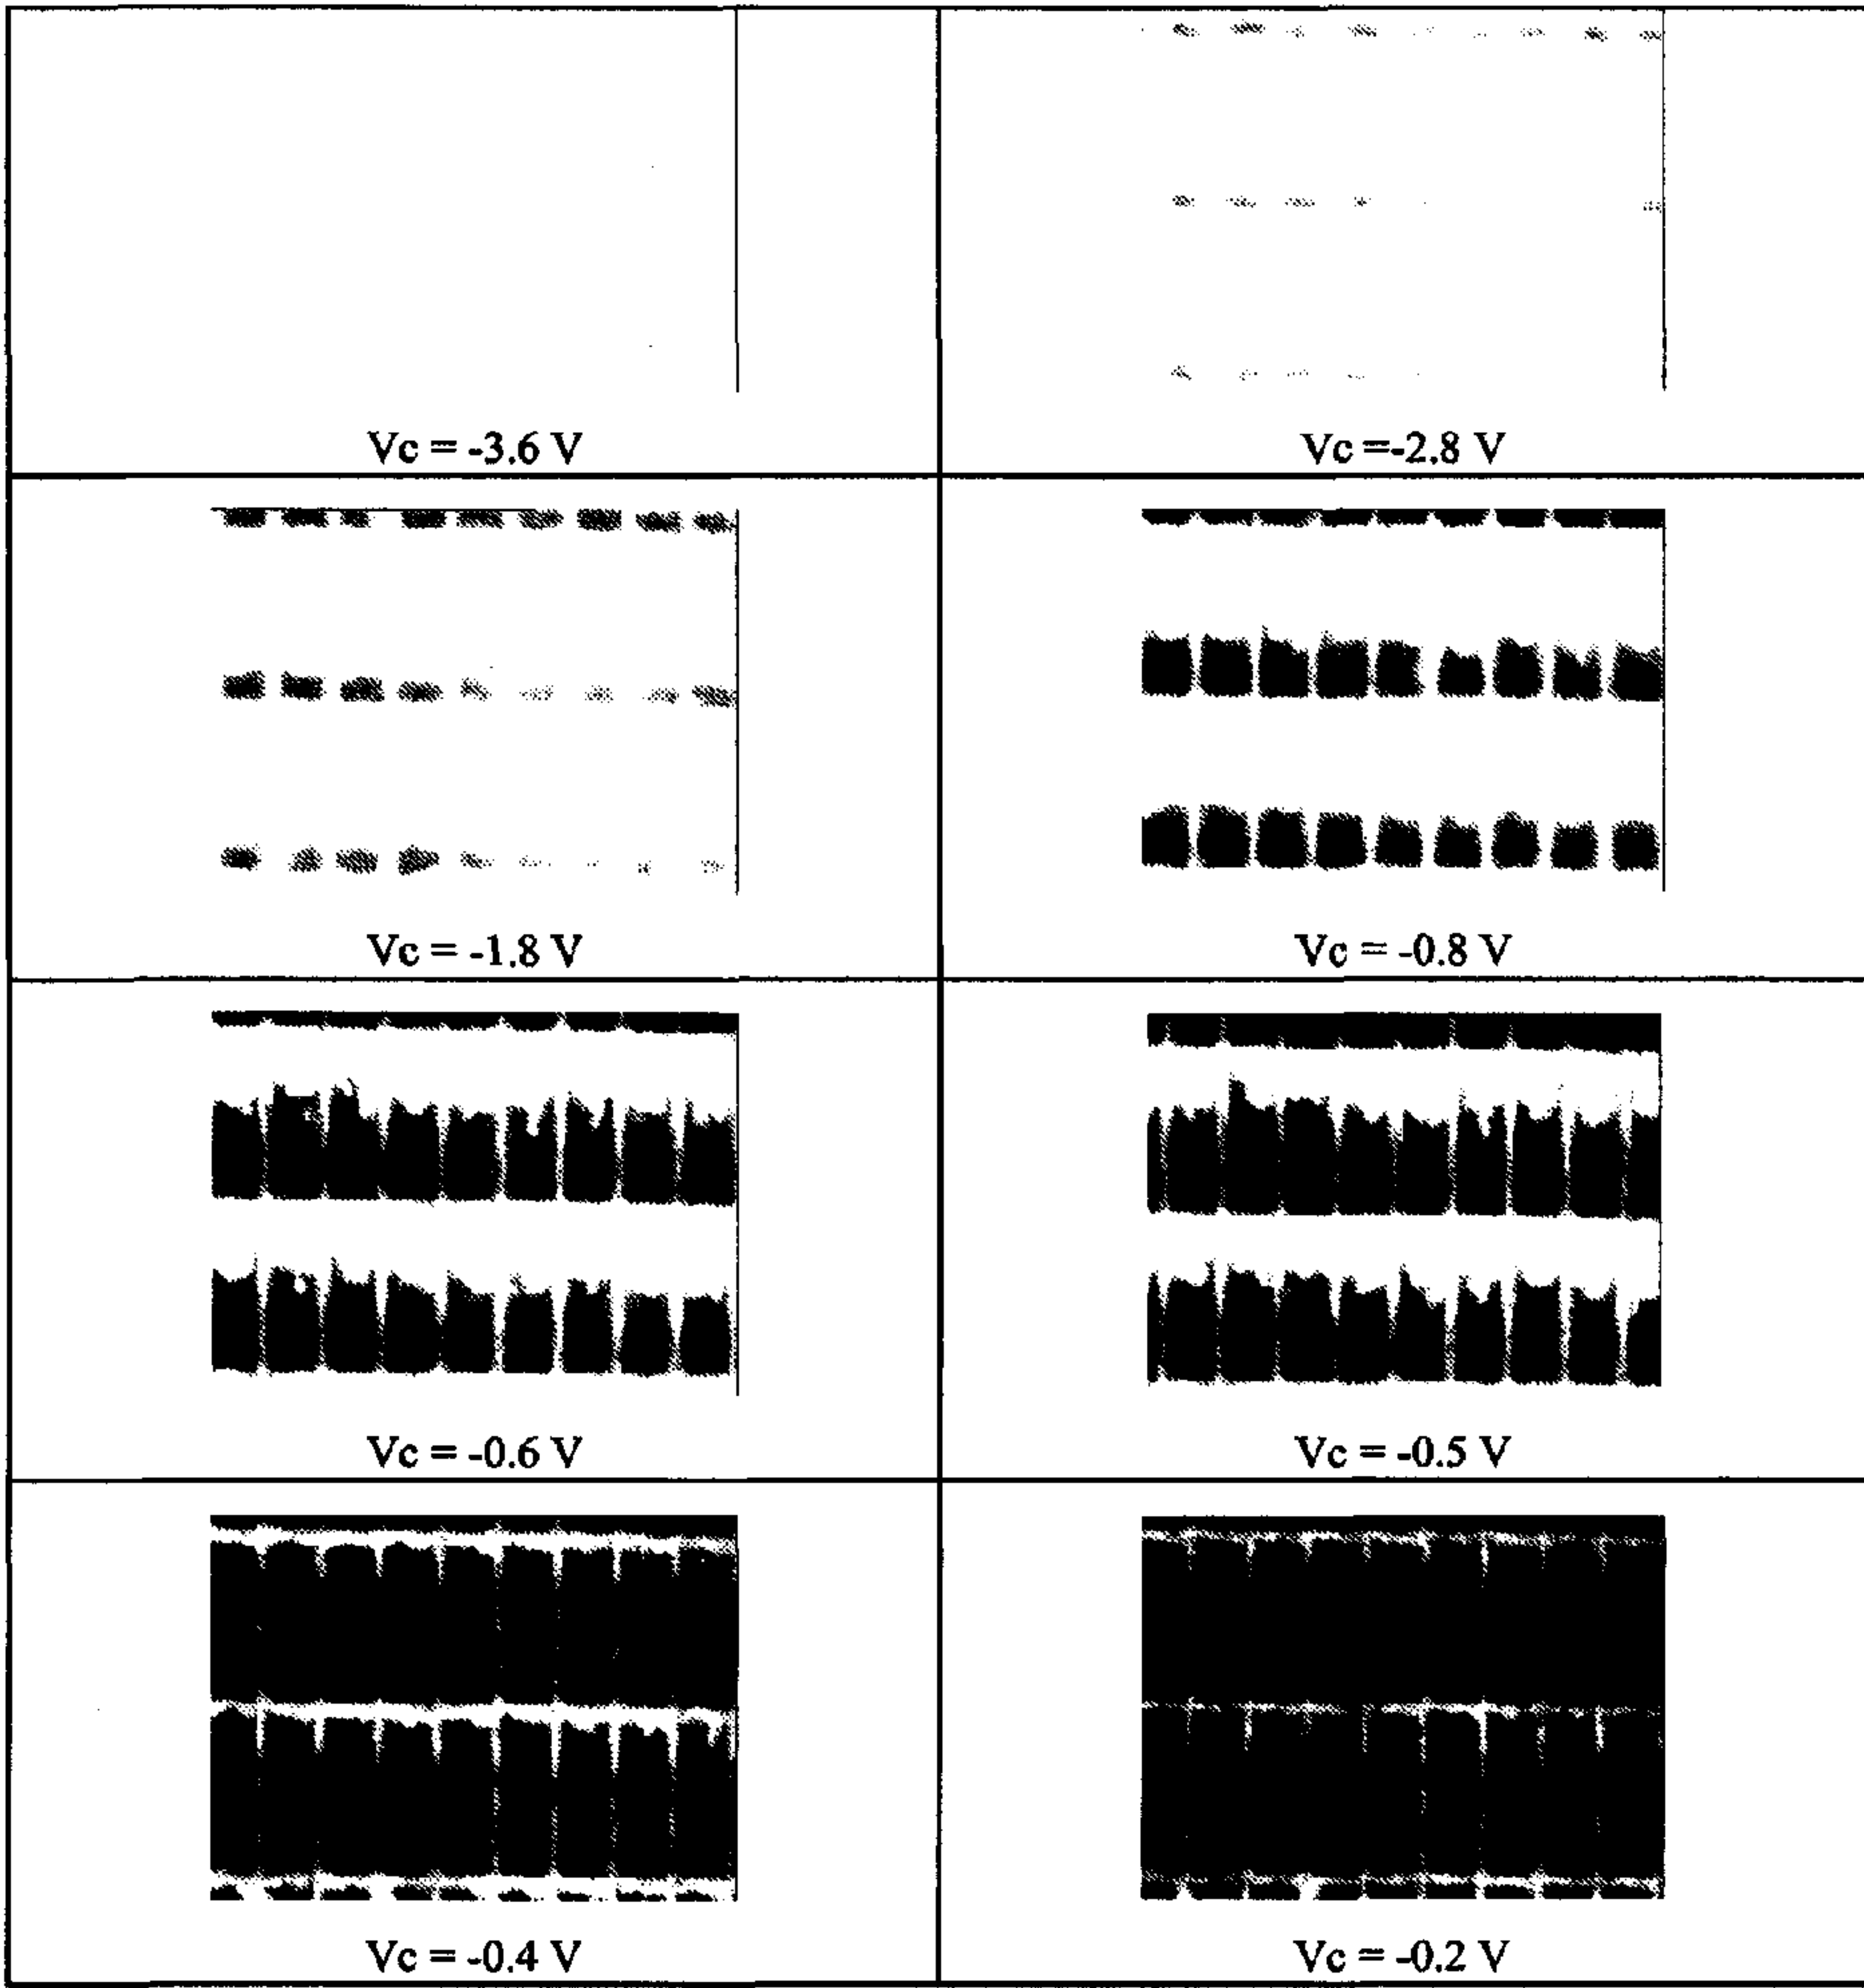 Vc = -3.6 V
Vc =-2.8 V
Vc = -1.8 V
Vc = -0.8 V
Vc = -0.6 V
Vc = -0.5 V
Vc = -0.4 V
Vc = -0.2 V